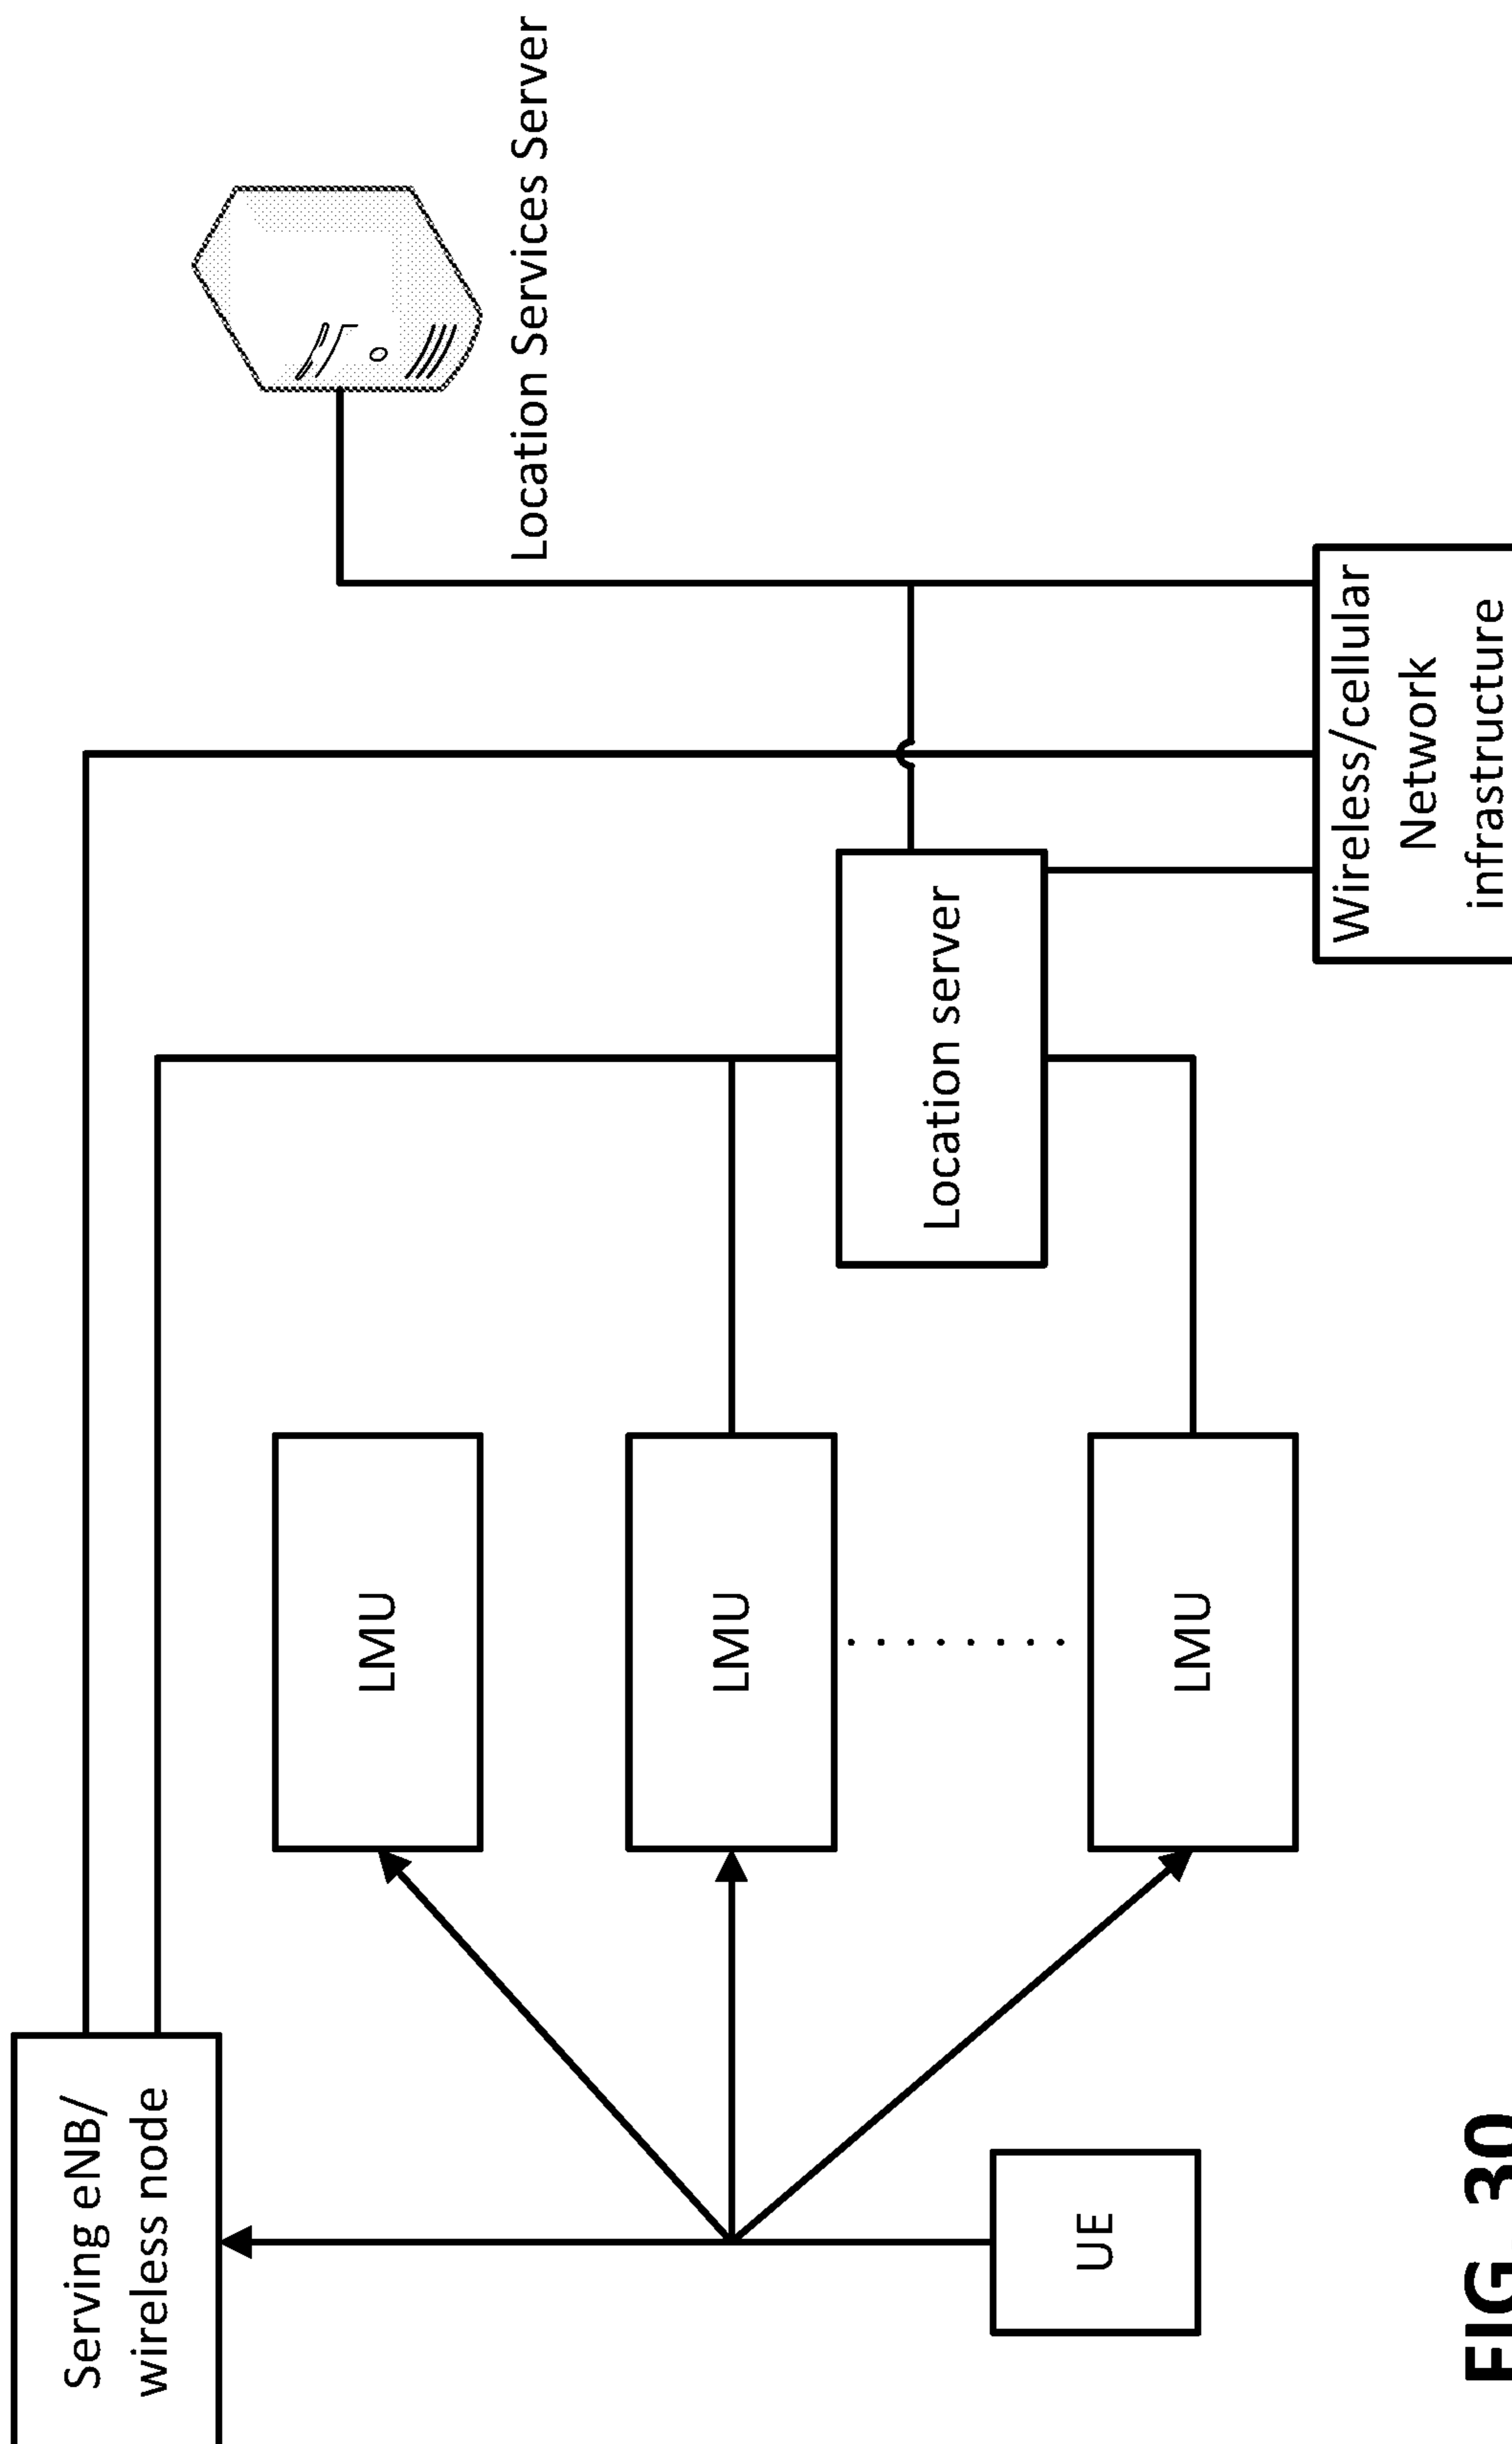 Serving eNB/
wireless node
LMU
LMU
LMU
UE
Location server
Location Services Server
Wireless/cellular
Network
infrastructure
FIG. 30